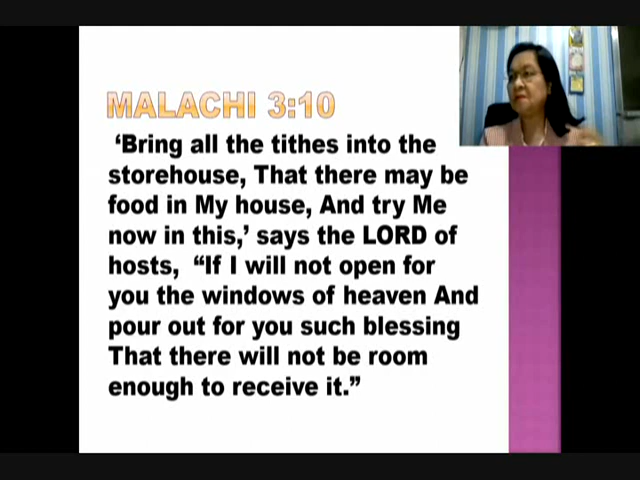 MALACHI 3:10
‘Bring all the tithes into the
storehouse, That there may be
food in My house, And try Me
now in this,’ says the LORD of
hosts, “If I will not open for
you the windows of heaven And
pour out for you such blessing
That there will not be room
enough to receive it.”